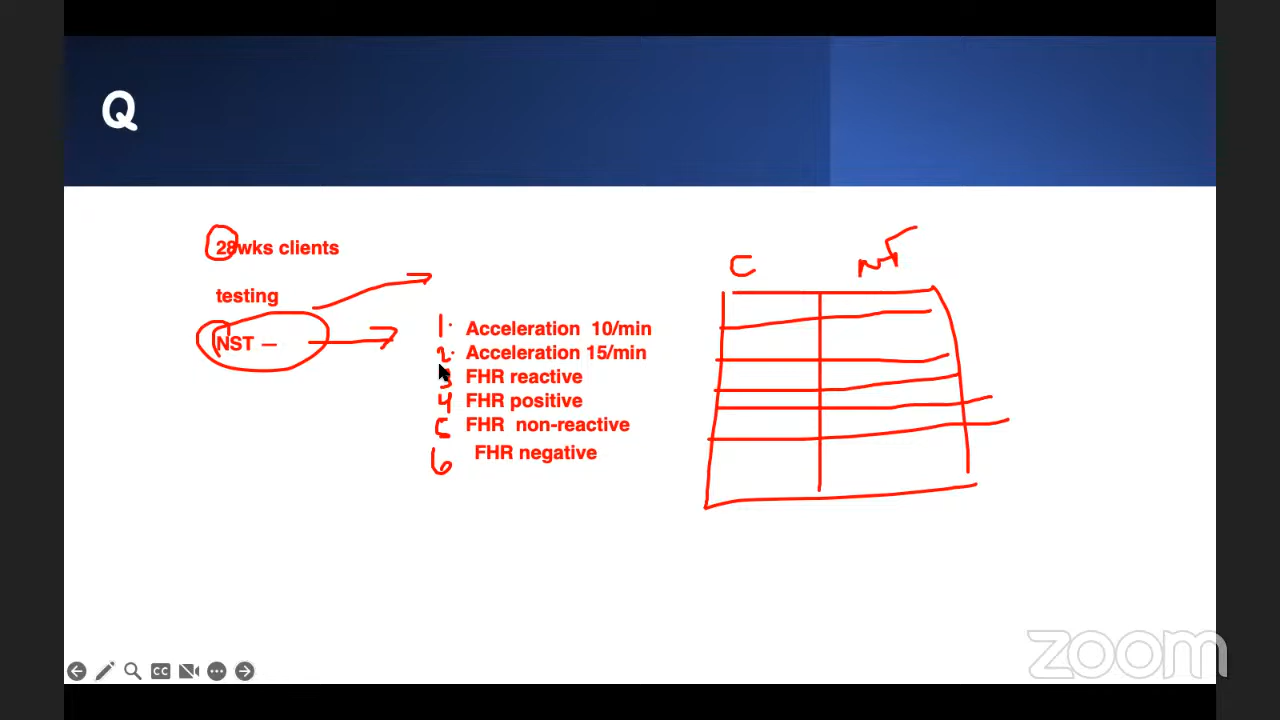 Q
28wks clients
testing
NST –
1. Acceleration 10/min
2. Acceleration 15/min
3 FHR reactive
4 FHR positive
5 FHR non-reactive
6 FHR negative
C
CC
zoom